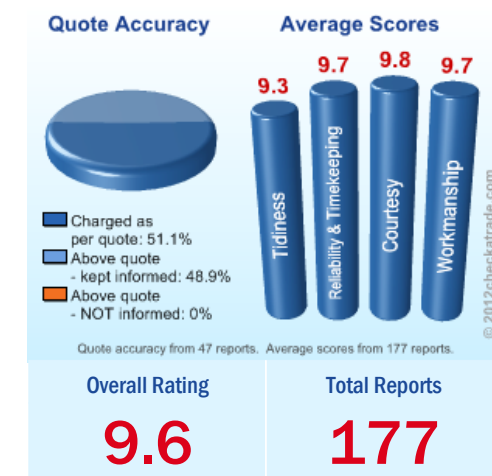 Quote Accuracy
Average Scores
9.3
9.7
9.8
9.7
Tidiness
Reliability & Timekeeping
Courtesy
Workmanship
Charged as
per quote: 51.1%
Above quote
- kept informed: 48.9%
Above quote
- NOT informed: 0%
© 2012checkatrade.com
Quote accuracy from 47 reports. Average scores from 177 reports.
Overall Rating
Total Reports
9.6
177